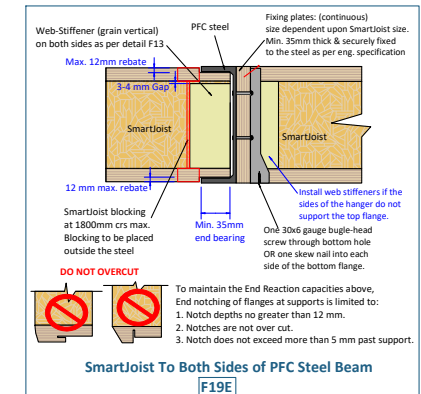 Web-Stiffener (grain vertical)
on both sides as per detail F13
PFC steel
Fixing plates: (continuous)
size dependent upon SmartJoist size.
Min. 35mm thick & securely fixed
to the steel as per eng. specification
Max. 12mm rebate
3-4 mm Gap
SmartJoist
SmartJoist
12 mm max. rebate
Install web stiffeners if the
sides of the hanger do not
support the top flange.
SmartJoist blocking
at 1800mm crs max.
Blocking to be placed
outside the steel
Min. 35mm
end bearing
One 30x6 gauge bugle-head
screw through bottom hole
OR one skew nail into each
side of the bottom flange.
DO NOT OVERCUT
To maintain the End Reaction capacities above,
End notching of flanges at supports is limited to:
1. Notch depths no greater than 12 mm.
2. Notches are not over cut.
3. Notch does not exceed more than 5 mm past support.
SmartJoist To Both Sides of PFC Steel Beam
F19E